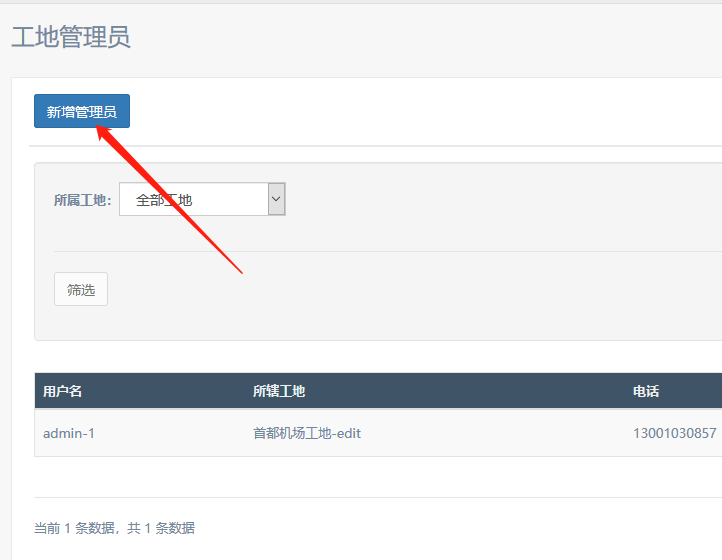 工地管理员
新增管理员
所属工地: 全部工地
筛选
用户名 所辖工地 电话
admin-1 首都机场工地-edit 13001030857
当前 1 条数据，共 1 条数据